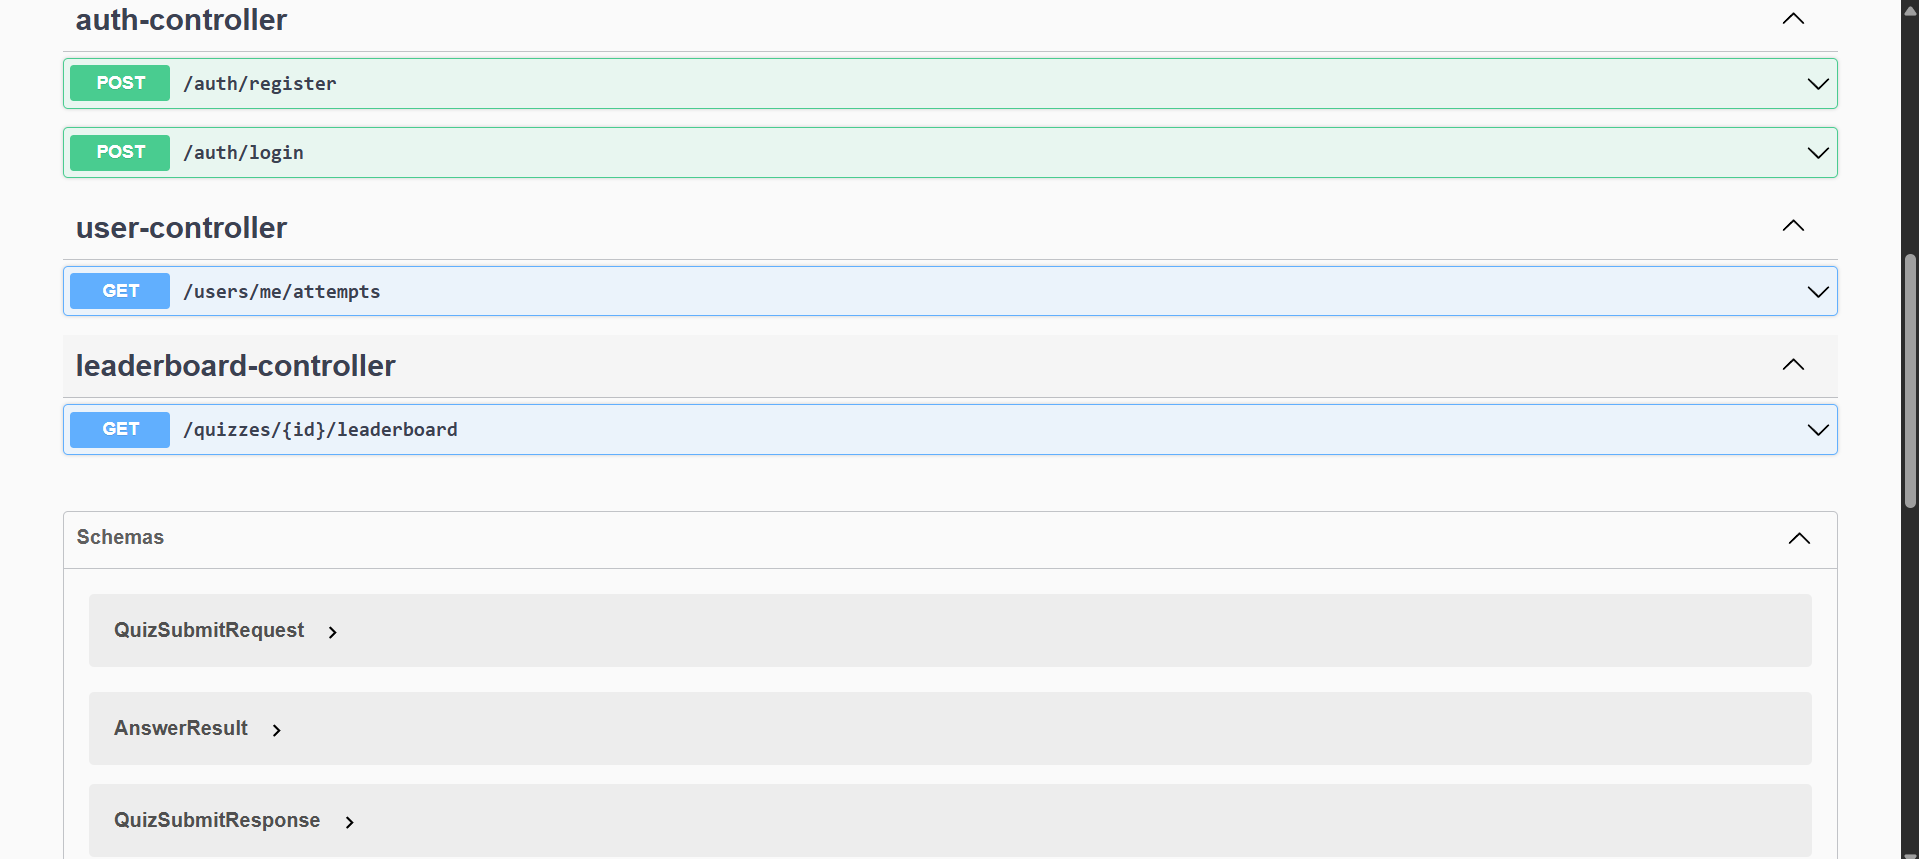 auth-controller
POST /auth/register
POST /auth/login
user-controller
GET /users/me/attempts
leaderboard-controller
GET /quizzes/{id}/leaderboard
Schemas
QuizSubmitRequest
AnswerResult
QuizSubmitResponse